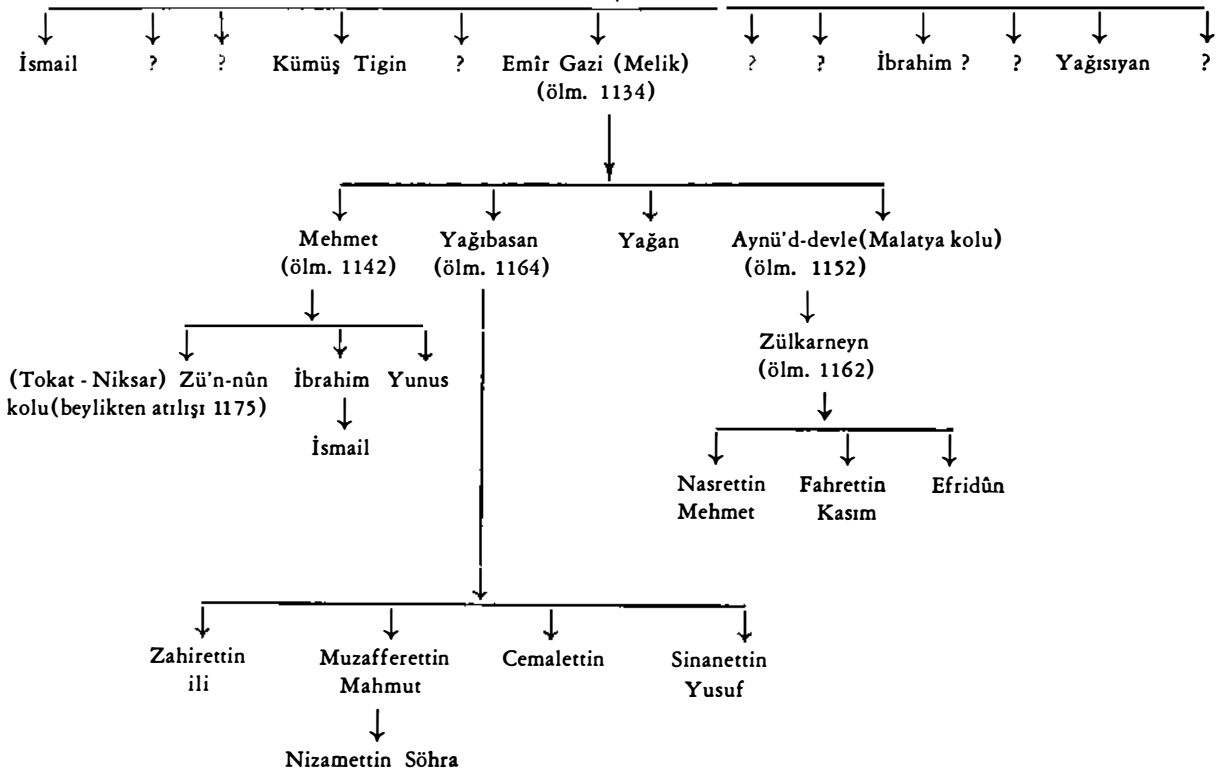 İsmail ? ? Kümüş Tigin ? Emîr Gazi (Melik) ? ? İbrahim ? ? Yağısıyan ?
(ölm. 1134)
Mehmet Yağıbasan Yağan Aynü'd-devle(Malatya kolu)
(ölm. 1142) (ölm. 1164) (ölm. 1152)
Zülkarneyn
(ölm. 1162)
(Tokat - Niksar) Zü'n-nûn İbrahim Yunus
kolu(beylikten atılışı 1175)
İsmail
Nasrettin Fahrettin Efridûn
Mehmet Kasım
Zahirettin Muzafferettin Cemalettin Sinanettin
ili Mahmut Yusuf
Nizamettin Söhra